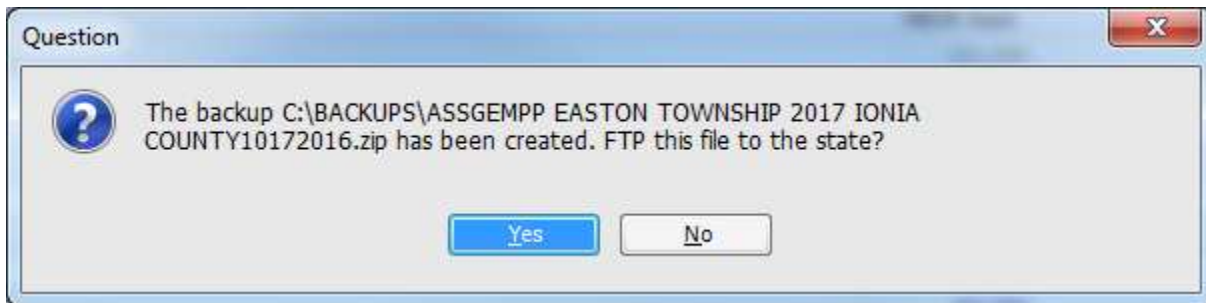 Question
The backup C:\BACKUPS\ASSGEMPP EASTON TOWNSHIP 2017 IONIA
COUNTY10172016.zip has been created. FTP this file to the state?
Yes
No